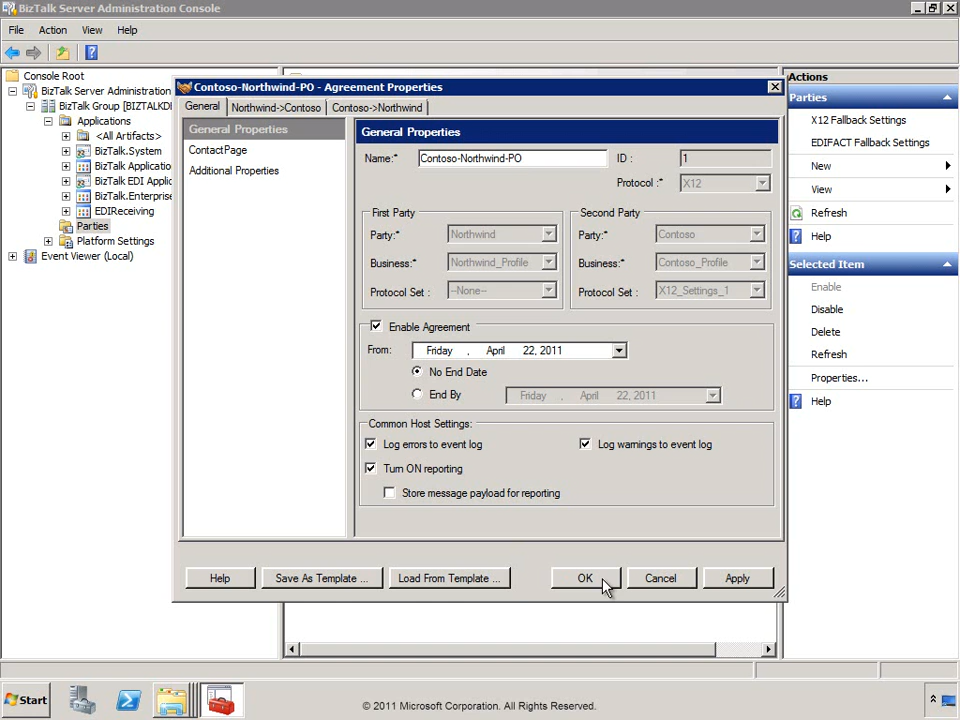 BizTalk Server Administration Console
File Action View Help
Console Root
BizTalk Server Administration
BizTalk Group [BIZTALKDE
Applications
<All Artifacts>
BizTalk.System
BizTalk Applicatio
BizTalk EDI Applic
BizTalk.Enterprise
EDIReceiving
Parties
Platform Settings
Event Viewer (Local)
Contoso-Northwind-PO - Agreement Properties
General Northwind->Contoso Contoso->Northwind
General Properties
ContactPage
Additional Properties
General Properties
Name:* Contoso-Northwind-PO ID : 1
Protocol :* X12
First Party Second Party
Party:* Northwind Party:* Contoso
Business:* Northwind_Profile Business:* Contoso_Profile
Protocol Set : --None-- Protocol Set : X12_Settings_1
Enable Agreement
From: Friday , April 22, 2011
No End Date
End By Friday , April 22, 2011
Common Host Settings:
Log errors to event log Log warnings to event log
Turn ON reporting
Store message payload for reporting
Help Save As Template ... Load From Template ... OK Cancel Apply
Actions
Parties
X12 Fallback Settings
EDIFACT Fallback Settings
New
View
Refresh
Help
Selected Item
Enable
Disable
Delete
Refresh
Properties...
Help
Start
© 2011 Microsoft Corporation. All Rights Reserved.